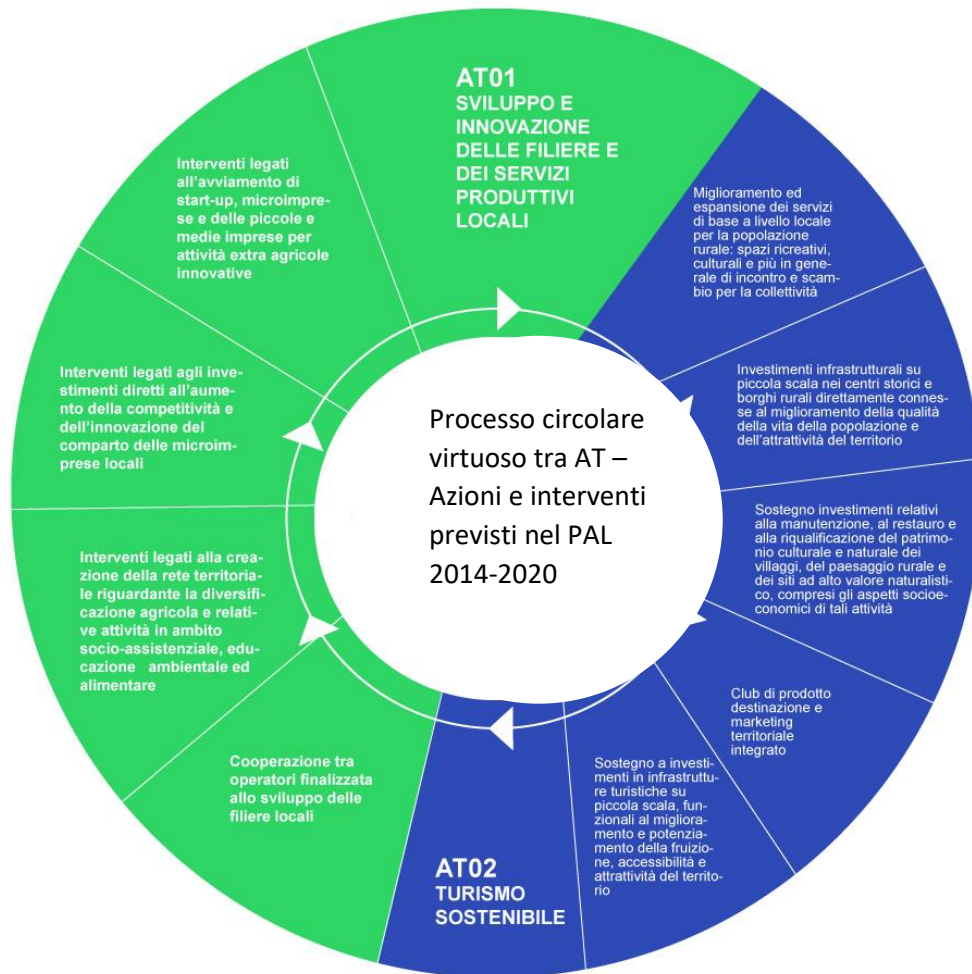 AT01
SVILUPPO E
INNOVAZIONE
DELLE FILIERE E
DEI SERVIZI
PRODUTTIVI
LOCALI
Miglioramento ed
espansione dei servizi
di base a livello locale
per la popolazione
rurale: spazi ricreativi,
culturali e più in gene-
rale di incontro e scam-
bio per la collettività
Investimenti infrastrutturali su
piccola scala nei centri storici e
borghi rurali direttamente connes-
se al miglioramento della qualità
della vita della popolazione e
dell'attrattività del territorio
Sostegno investimenti relativi
alla manutenzione, al restauro e
alla riqualificazione del patrimo-
nio culturale e naturale dei
villaggi, del paesaggio rurale e
dei siti ad alto valore naturalisti-
co, compresi gli aspetti socioe-
conomici di tali attività
Club di prodotto
destinazione e
marketing
territoriale
integrato
Sostegno a investi-
menti in infrastruttu-
re turistiche su
piccola scala, fun-
zionali al migliora-
mento e potenzia-
mento della fruizio-
ne, accessibilità e
attrattività del territo-
rio
AT02
TURISMO
SOSTENIBILE
Cooperazione tra
operatori finalizzata
allo sviluppo delle
filiere locali
Interventi legati alla crea-
zione della rete territoria-
le riguardante la diversifi-
cazione agricola e relati-
ve attività in ambito
socio-assistenziale, edu-
cazione ambientale ed
alimentare
Interventi legati agli inve-
stimenti diretti all'aume-
nto della competitività e
dell'innovazione del
comparto delle microim-
prese locali
Interventi legati
all'avviamento di
start-up, microimpre-
se e delle piccole e
medie imprese per
attività extra agricole
innovative
Processo circolare
virtuoso tra AT –
Azioni e interventi
previsti nel PAL
2014-2020